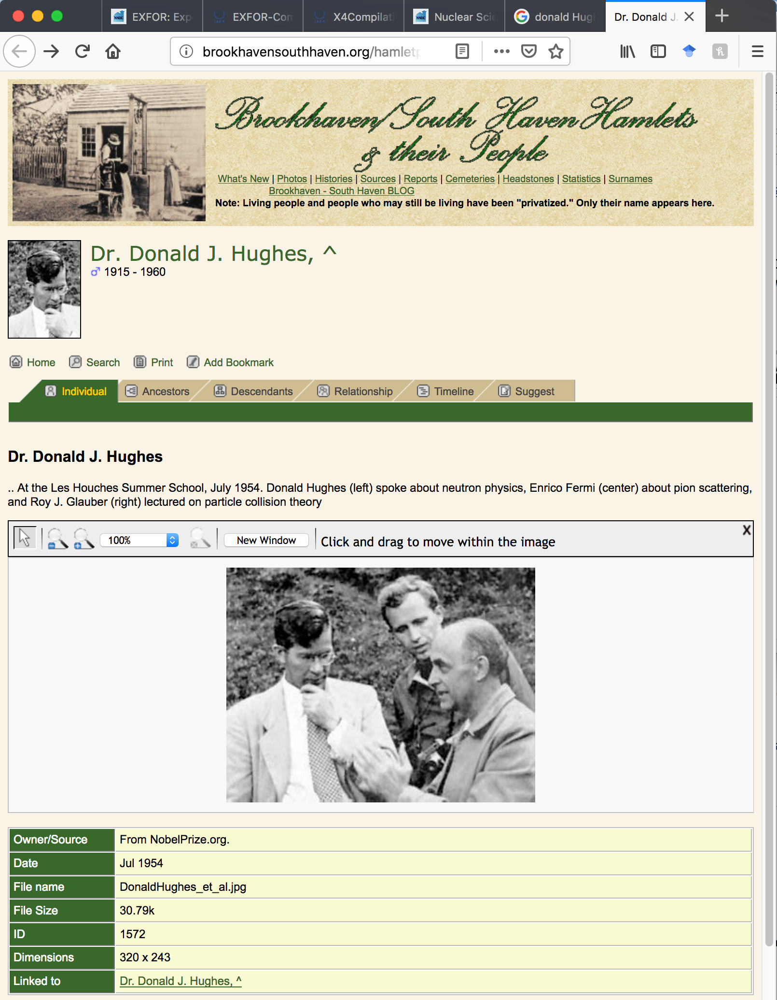 EXFOR: Exp
EXFOR-Com
X4Compilati
Nuclear Scie
donald Hugh
Dr. Donald J.
brookhavensouthhaven.org/hamletp
Brookhaven/South Haven Hamlets
& their People
What's New | Photos | Histories | Sources | Reports | Cemeteries | Headstones | Statistics | Surnames
Brookhaven - South Haven BLOG
Note: Living people and people who may still be living have been "privatized." Only their name appears here.
Dr. Donald J. Hughes, ^
♂ 1915 - 1960
Home Search Print Add Bookmark
Individual Ancestors Descendants Relationship Timeline Suggest
Dr. Donald J. Hughes
.. At the Les Houches Summer School, July 1954. Donald Hughes (left) spoke about neutron physics, Enrico Fermi (center) about pion scattering,
and Roy J. Glauber (right) lectured on particle collision theory
100% New Window Click and drag to move within the image X
Owner/Source From NobelPrize.org.
Date Jul 1954
File name DonaldHughes_et_al.jpg
File Size 30.79k
ID 1572
Dimensions 320 x 243
Linked to Dr. Donald J. Hughes, ^